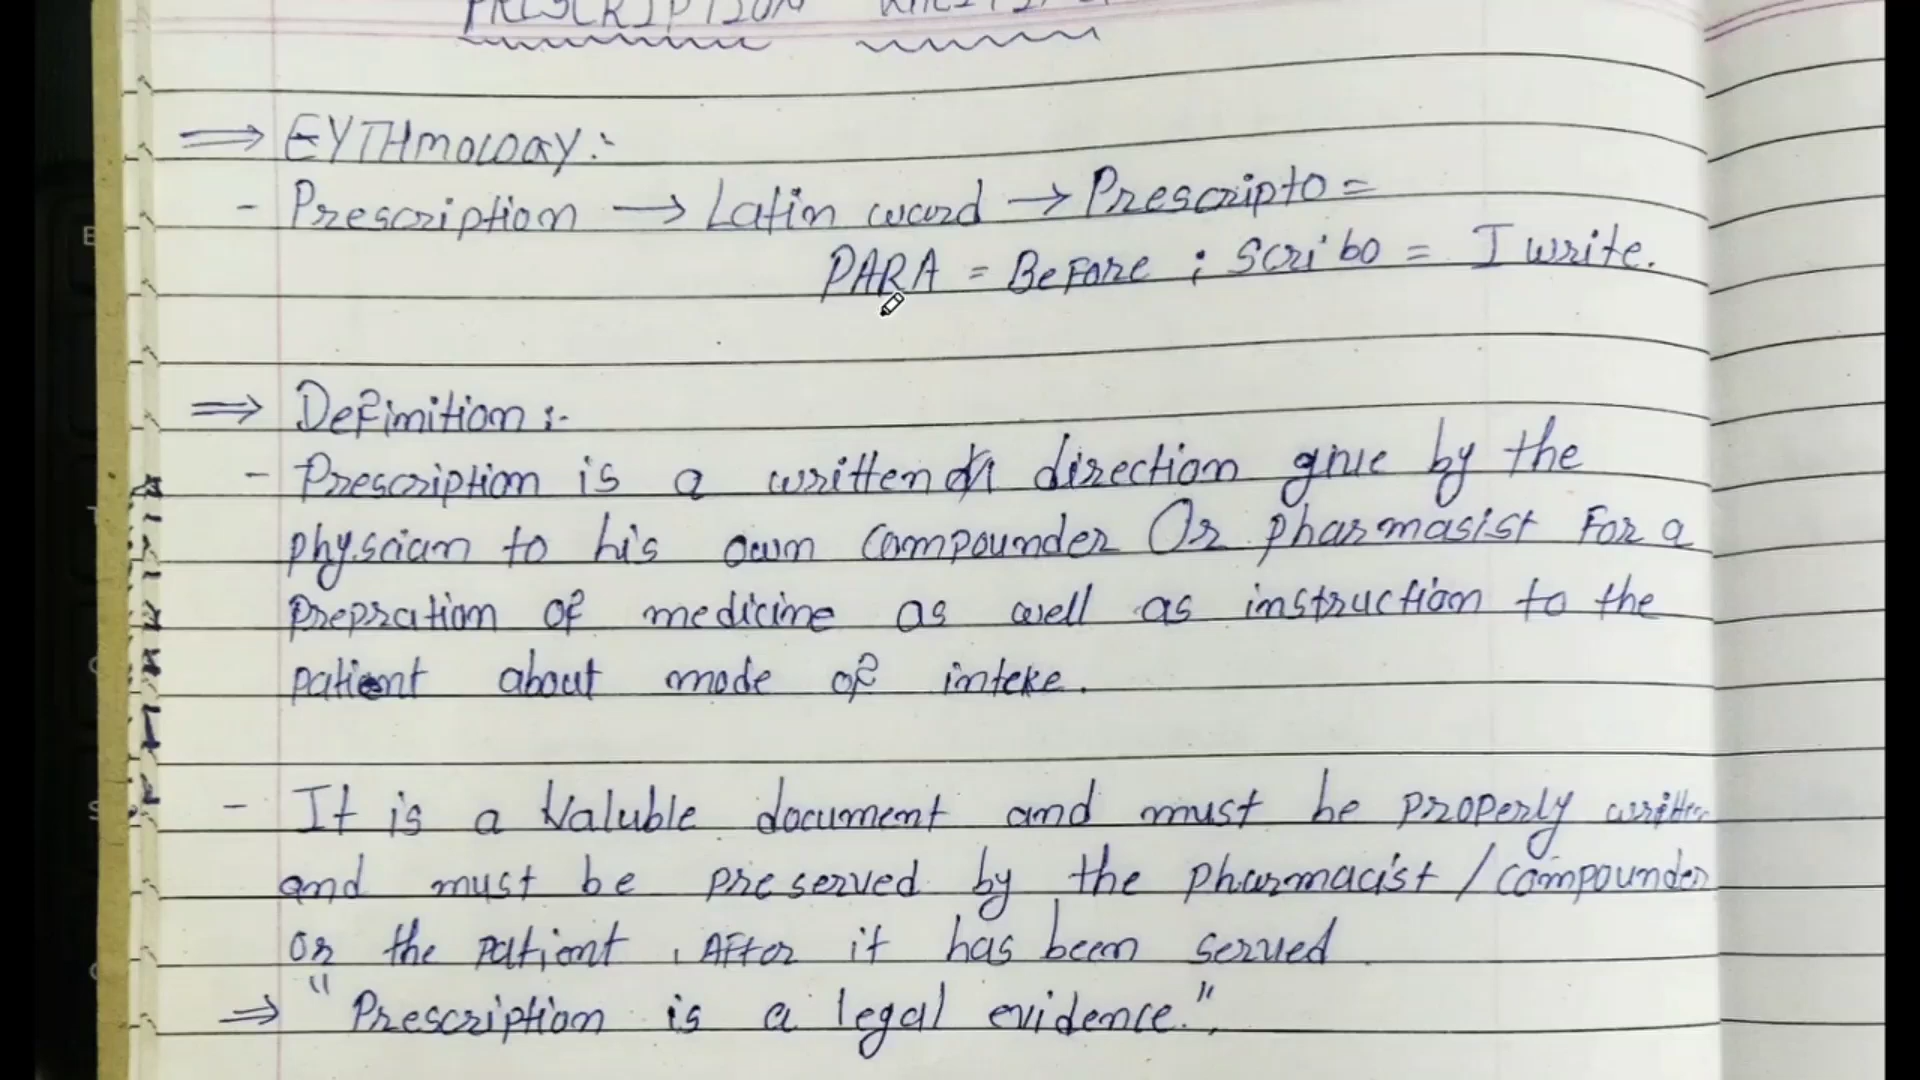 PRESCRIPTION
⇒ EYTHmoloay:-
- Prescription → Latin word → Prescripto =
PARA = Before ; Scribo = I write.
⇒ Definition :-
- Prescription is a written direction give by the
physcian to his own compounder Or pharmasist for a
prepration of medicine as well as instruction to the
patient about mode of inteke.
- It is a Valuble document and must be properly written
and must be preserved by the pharmacist / compounder
or the patient , After it has been served.
⇒ "Prescription is a legal evidence."